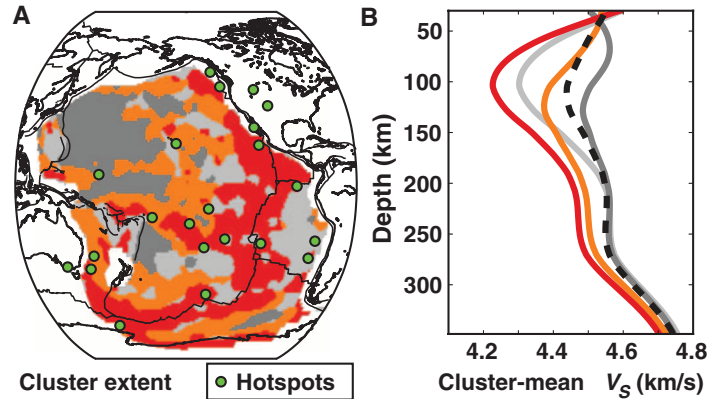 A
Cluster extent
Hotspots
B
50
100
150
200
250
300
Depth (km)
4.2 4.4 4.6 4.8
Cluster-mean V_S (km/s)